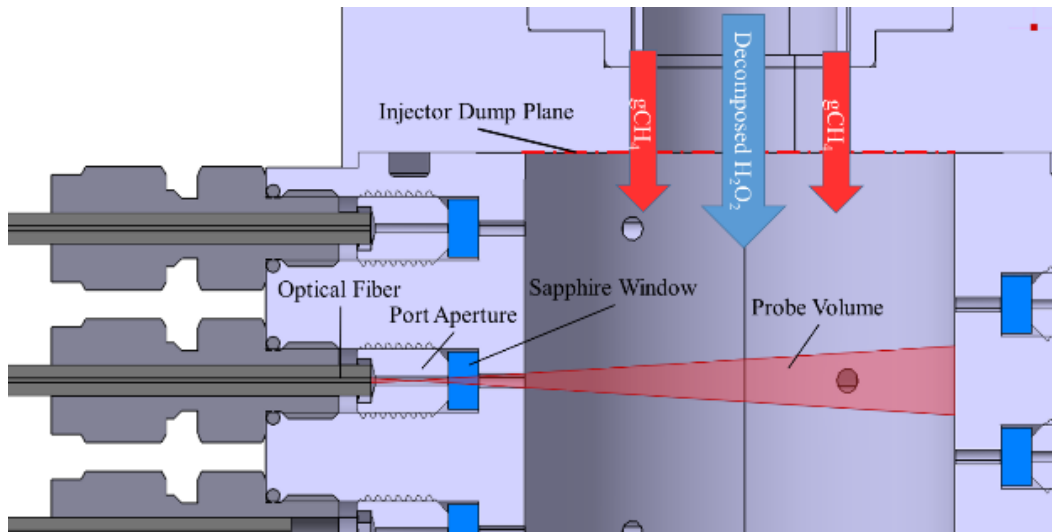 gCH₄
Decomposed H₂O₂
gCH₄
Injector Dump Plane
Optical Fiber
Sapphire Window
Port Aperture
Probe Volume